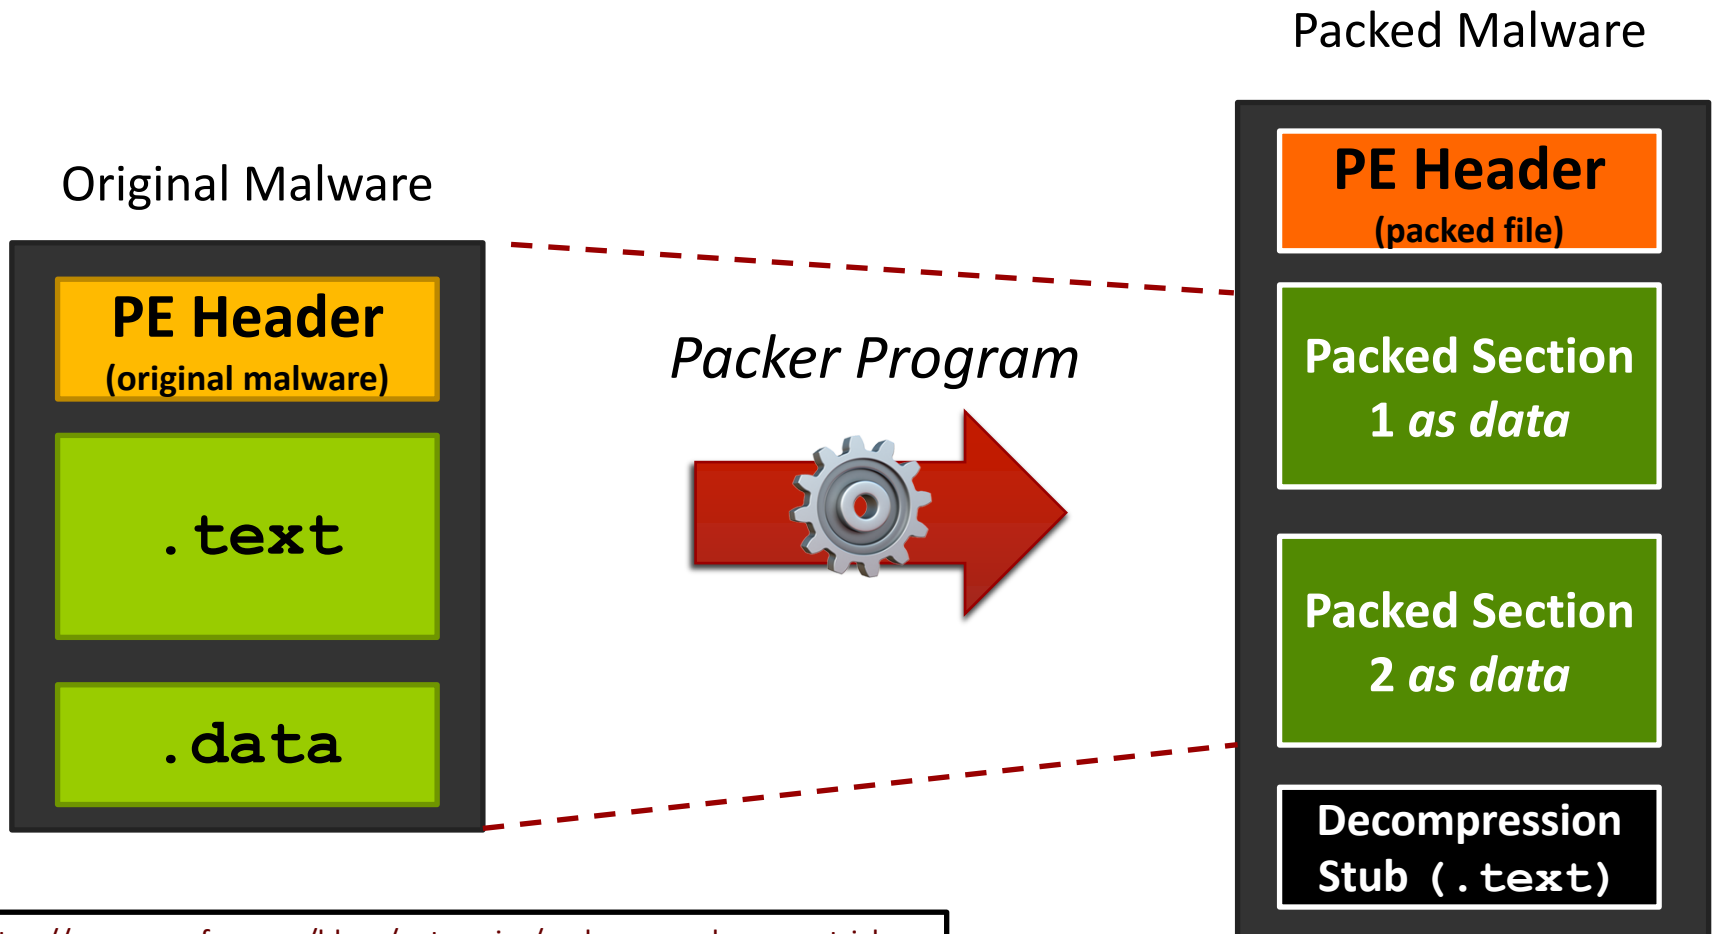 Packed Malware
Original Malware
PE Header
(original malware)
.text
.data
Packer Program
PE Header
(packed file)
Packed Section
1 as data
Packed Section
2 as data
Decompression
Stub (.text)